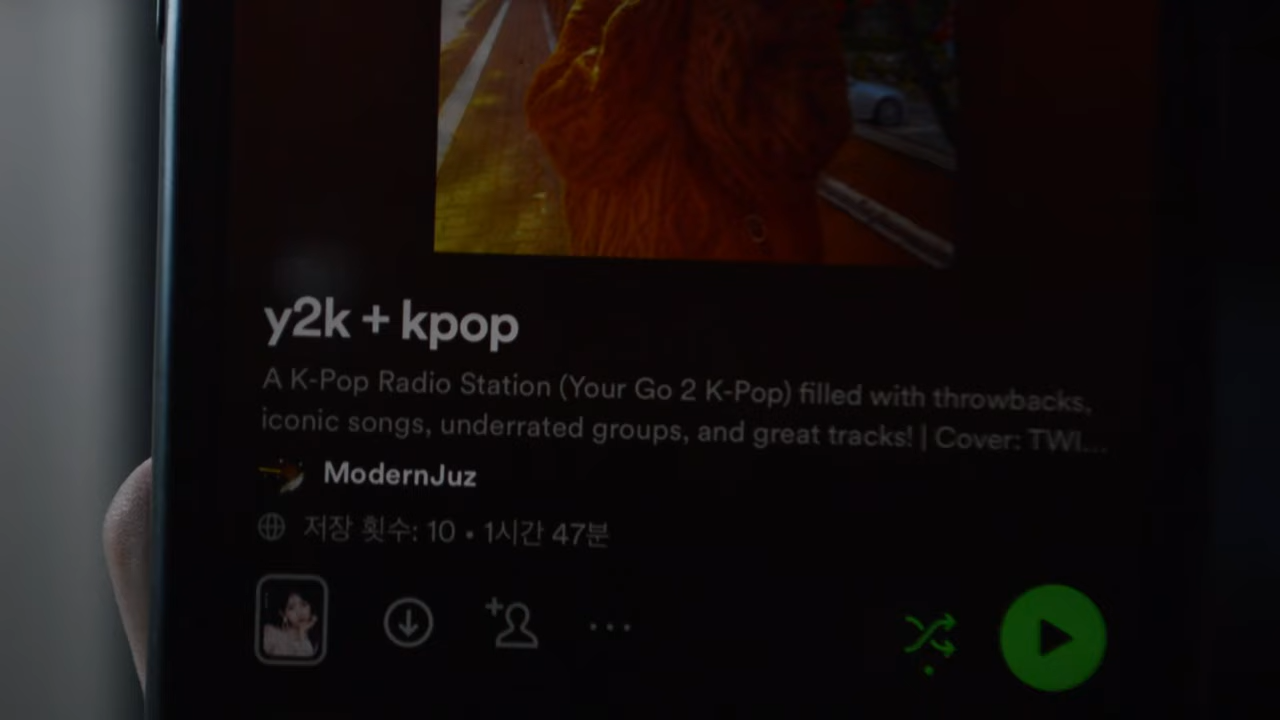 y2k + kpop
A K-Pop Radio Station (Your Go 2 K-Pop) filled with throwbacks,
iconic songs, underrated groups, and great tracks! | Cover: TWI...
ModernJuz
저장 횟수: 10 • 1시간 47분